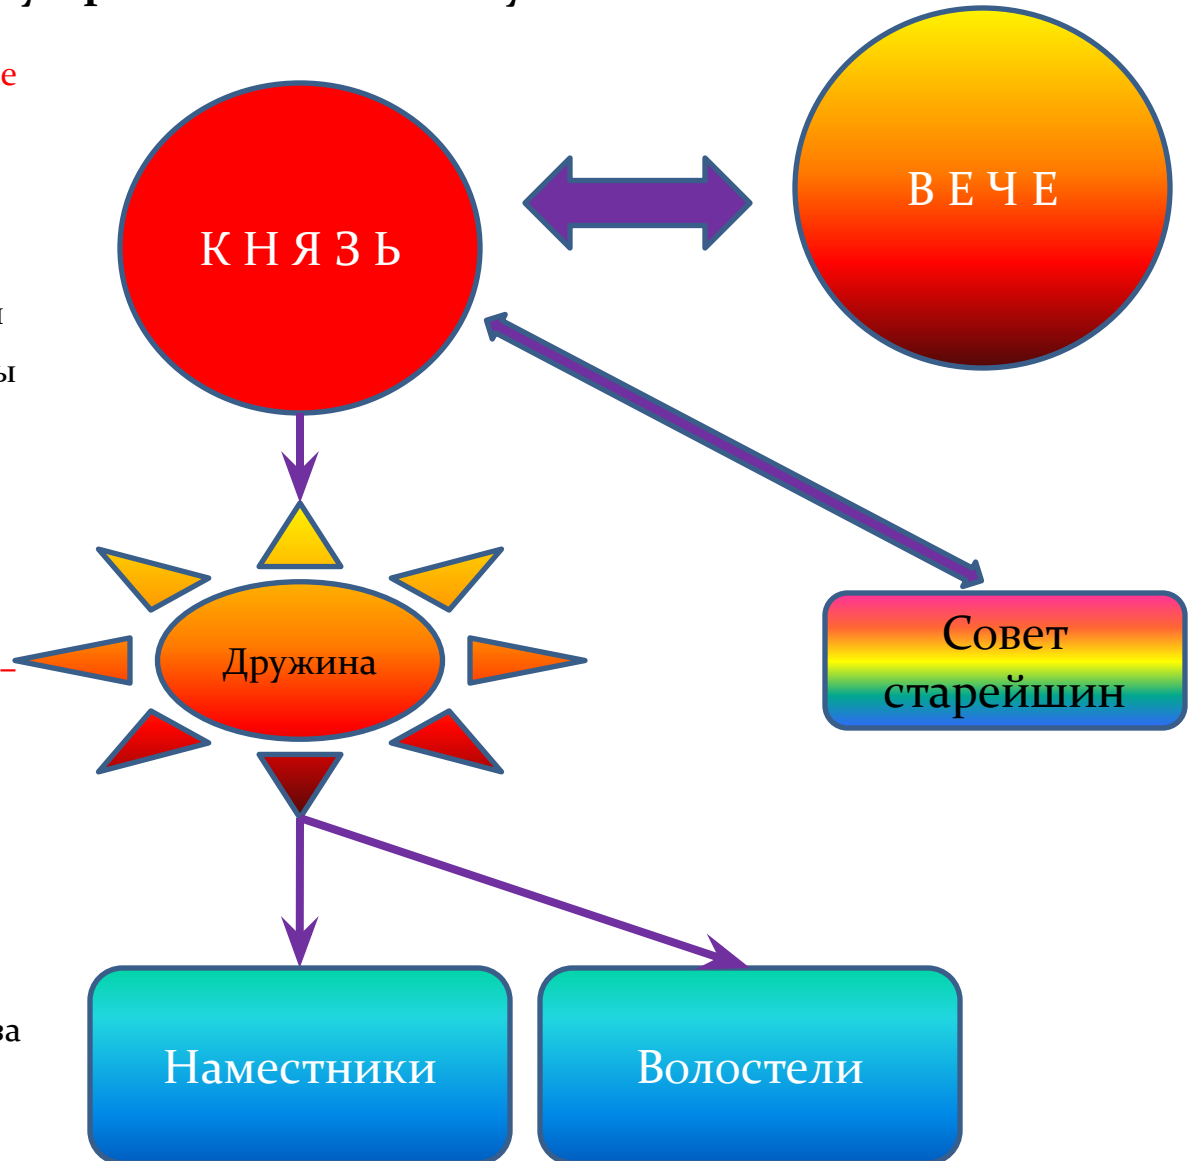 К Н Я З Ь
В Е Ч Е
Дружина
Совет
старейшин
Наместники
Волостели